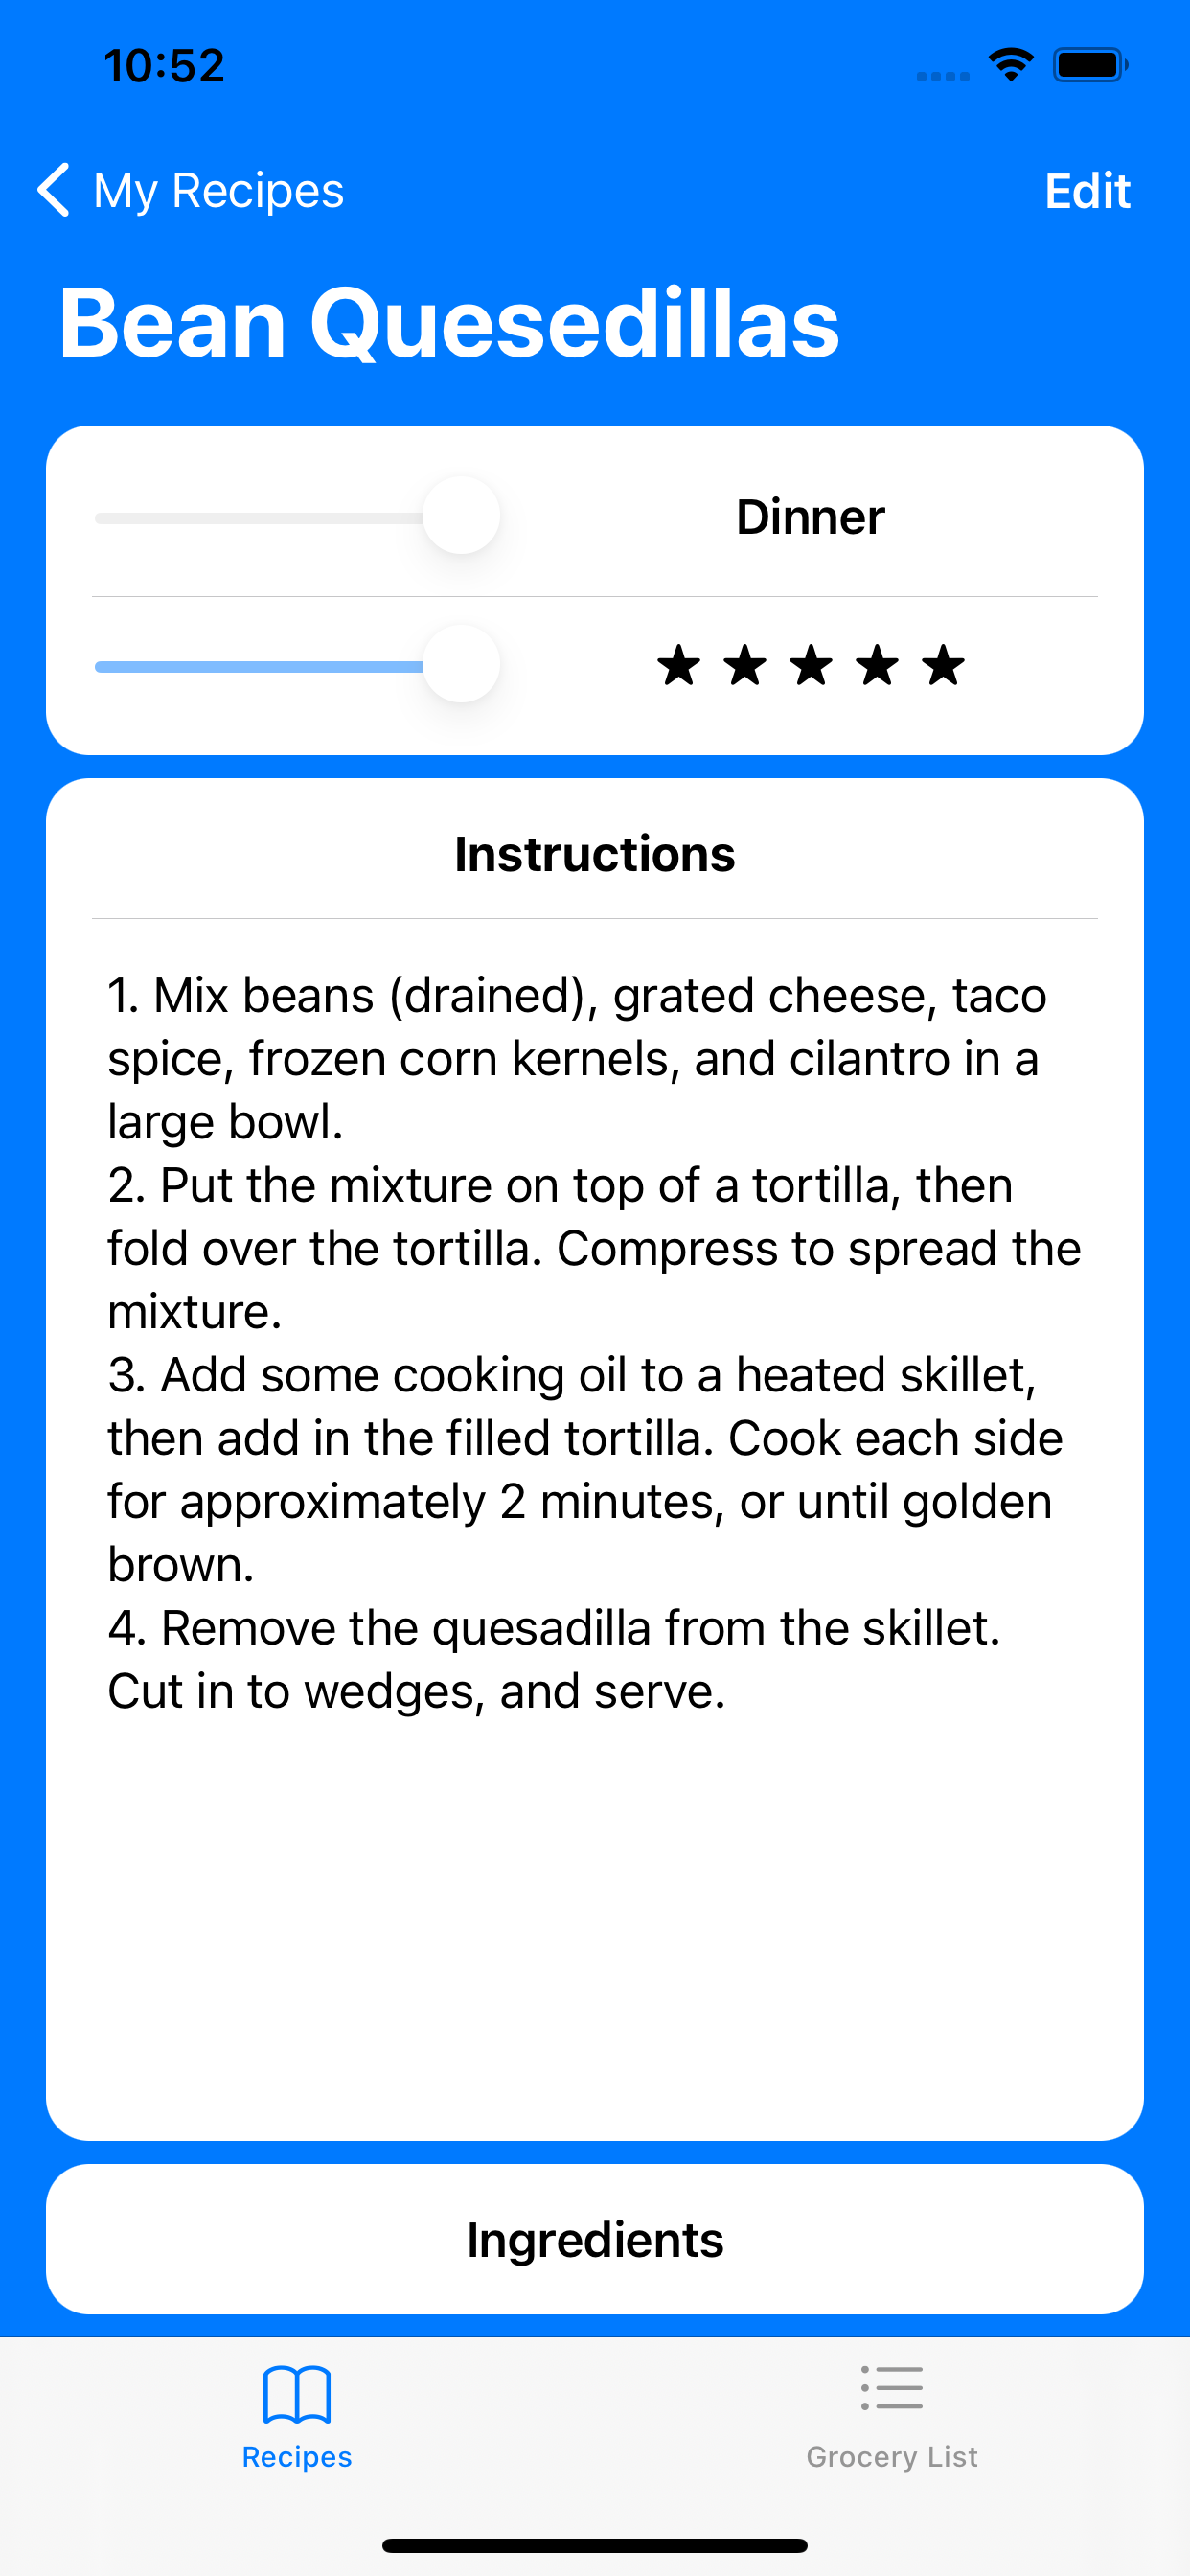 10:52
My Recipes
Edit
Bean Quesedillas
Dinner
Instructions
1. Mix beans (drained), grated cheese, taco
spice, frozen corn kernels, and cilantro in a
large bowl.
2. Put the mixture on top of a tortilla, then
fold over the tortilla. Compress to spread the
mixture.
3. Add some cooking oil to a heated skillet,
then add in the filled tortilla. Cook each side
for approximately 2 minutes, or until golden
brown.
4. Remove the quesadilla from the skillet.
Cut in to wedges, and serve.
Ingredients
Recipes
Grocery List